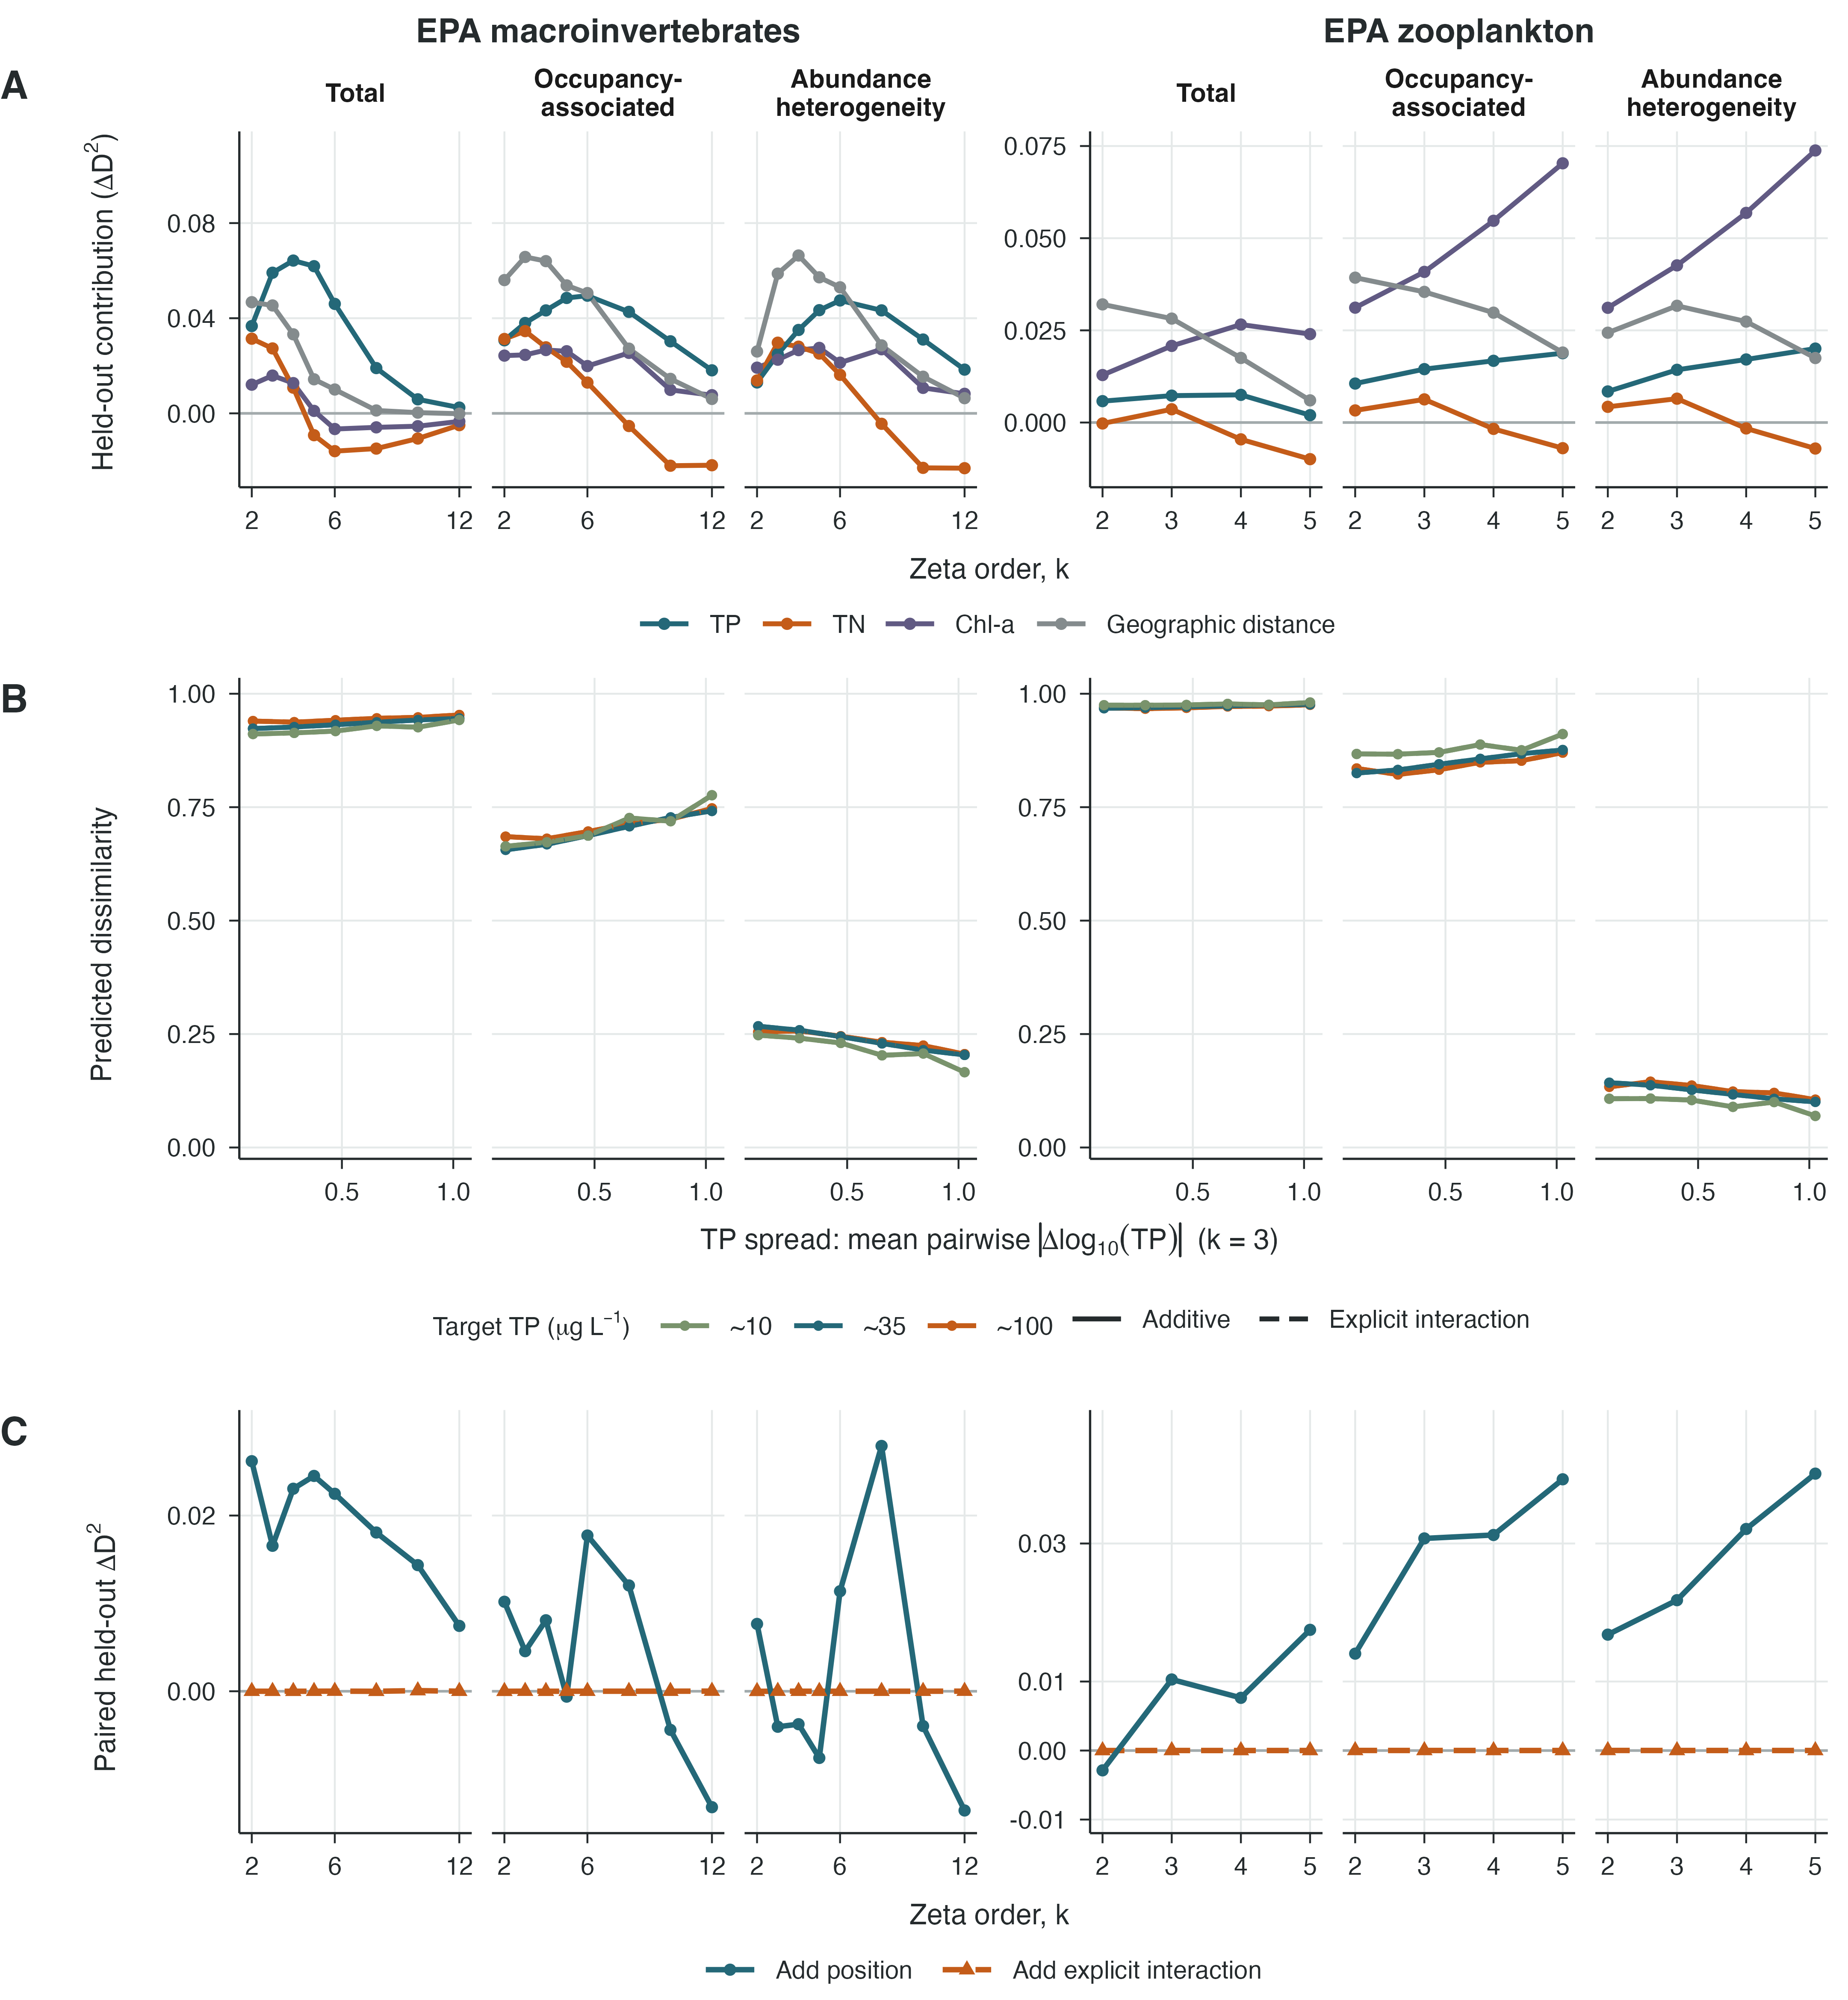 EPA macroinvertebrates
EPA zooplankton
A
Total
Occupancy-
associated
Abundance
heterogeneity
Total
Occupancy-
associated
Abundance
heterogeneity
Held-out contribution (ΔD²)
0.08
0.04
0.00
0.075
0.050
0.025
0.000
2 6 12 2 6 12 2 6 12 2 3 4 5 2 3 4 5 2 3 4 5
Zeta order, k
TP TN Chl-a Geographic distance
B
Predicted dissimilarity
1.00
0.75
0.50
0.25
0.00
1.00
0.75
0.50
0.25
0.00
0.5 1.0 0.5 1.0 0.5 1.0 0.5 1.0 0.5 1.0 0.5 1.0
TP spread: mean pairwise |Δlog₁₀(TP)| (k = 3)
Target TP (μg L⁻¹) ~10 ~35 ~100 Additive Explicit interaction
C
Paired held-out ΔD²
0.02
0.00
0.03
0.01
0.00
-0.01
2 6 12 2 6 12 2 6 12 2 3 4 5 2 3 4 5 2 3 4 5
Zeta order, k
Add position Add explicit interaction